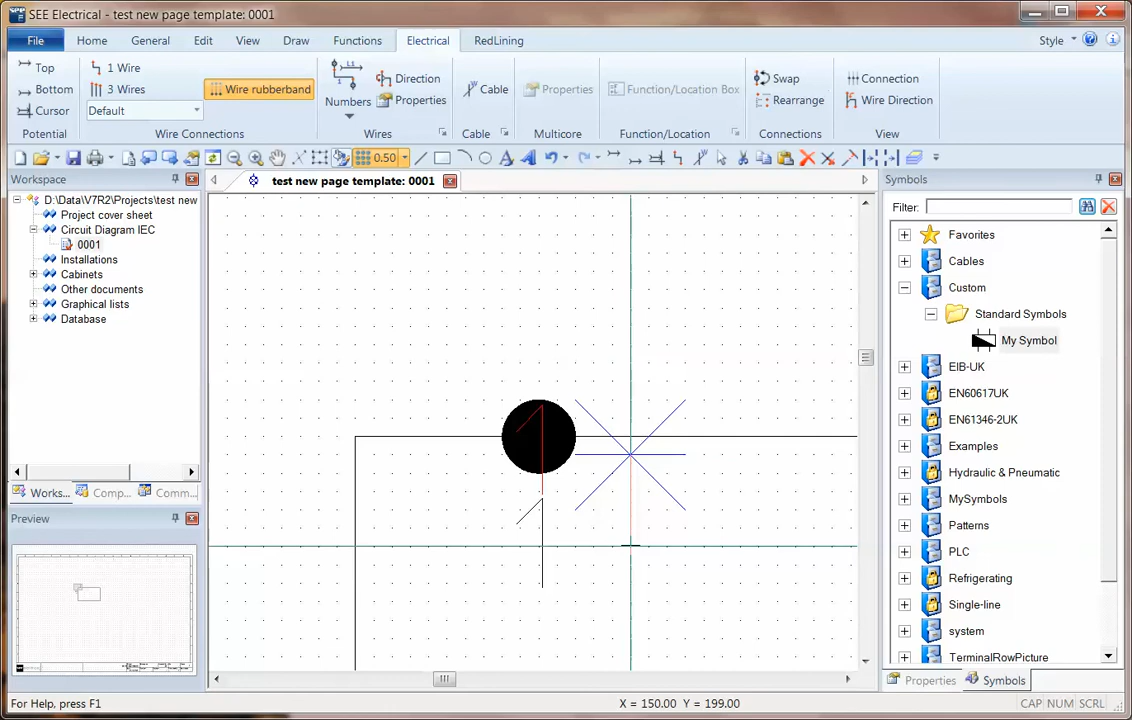 SEE Electrical - test new page template: 0001
File Home General Edit View Draw Functions Electrical RedLining Style
Top 1 Wire Direction Swap Connection
Bottom 3 Wires Wire rubberband Numbers Cable Properties Function/Location Box
Cursor Default Properties Rearrange Wire Direction
Potential Wire Connections Wires Cable Multicore Function/Location Connections View
0.50
Workspace test new page template: 0001 Symbols
D:\Data\V7R2\Projects\test new
Project cover sheet
Circuit Diagram IEC
0001
Installations
Cabinets
Other documents
Graphical lists
Database
Works... Comp... Comm...
Preview
1
1
Filter:
Favorites
Cables
Custom
Standard Symbols
My Symbol
EIB-UK
EN60617UK
EN61346-2UK
Examples
Hydraulic & Pneumatic
MySymbols
Patterns
PLC
Refrigerating
Single-line
system
TerminalRowPicture
Properties Symbols
For Help, press F1 X = 150.00 Y = 199.00 CAP NUM SCRL